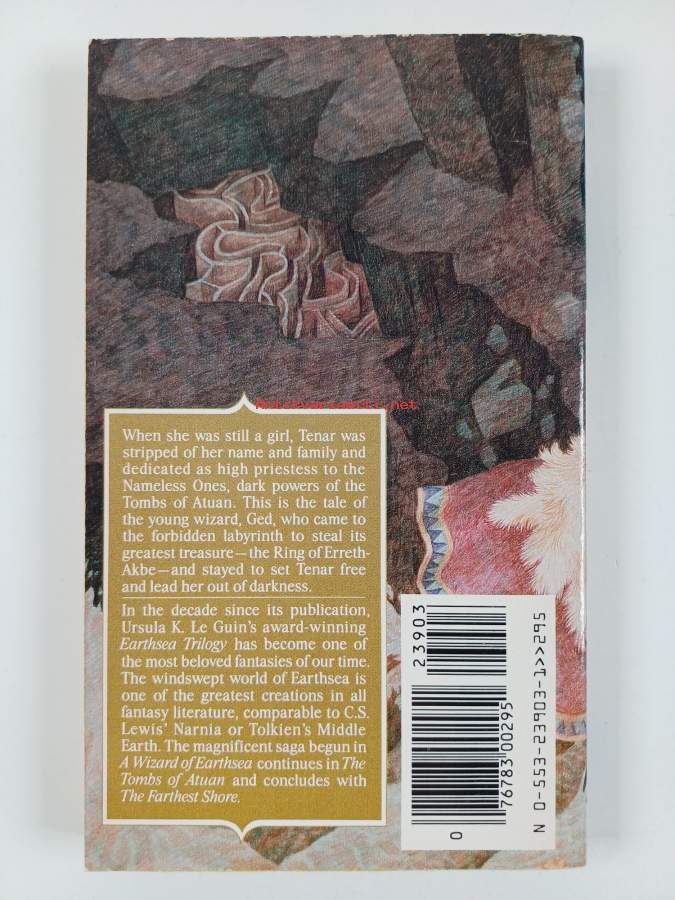 Antikvariaatti.net
When she was still a girl, Tenar was
stripped of her name and family and
dedicated as high priestess to the
Nameless Ones, dark powers of the
Tombs of Atuan. This is the tale of
the young wizard, Ged, who came to
the forbidden labyrinth to steal its
greatest treasure—the Ring of Erreth-
Akbe—and stayed to set Tenar free
and lead her out of darkness.
In the decade since its publication,
Ursula K. Le Guin's award-winning
Earthsea Trilogy has become one of
the most beloved fantasies of our time.
The windswept world of Earthsea is
one of the greatest creations in all
fantasy literature, comparable to C.S.
Lewis' Narnia or Tolkien's Middle
Earth. The magnificent saga begun in
A Wizard of Earthsea continues in The
Tombs of Atuan and concludes with
The Farthest Shore.
23903
0
76783 00295
N 0-553-23903-1>>295